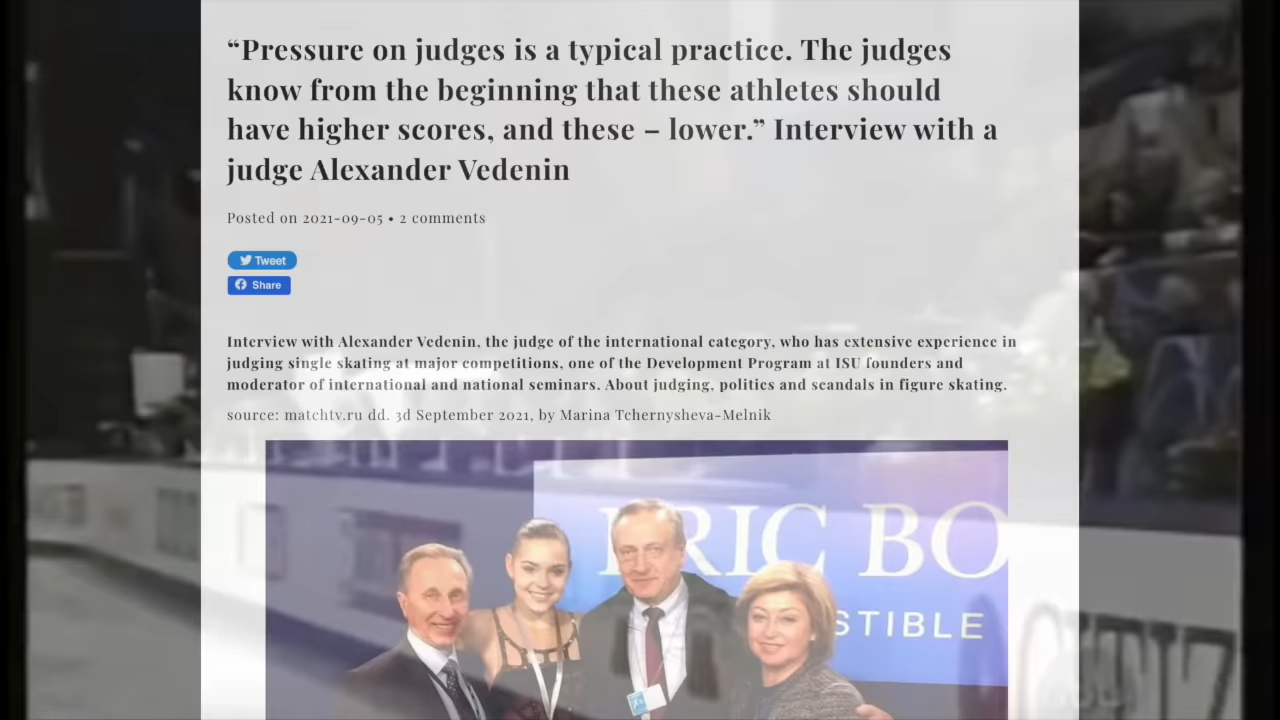 “Pressure on judges is a typical practice. The judges
know from the beginning that these athletes should
have higher scores, and these – lower.” Interview with a
judge Alexander Vedenin
Posted on 2021-09-05 • 2 comments
Tweet
Share
Interview with Alexander Vedenin, the judge of the international category, who has extensive experience in
judging single skating at major competitions, one of the Development Program at ISU founders and
moderator of international and national seminars. About judging, politics and scandals in figure skating.
source: matchtv.ru dd. 3d September 2021, by Marina Tchernysheva-Melnik
RIC BO
STIBLE